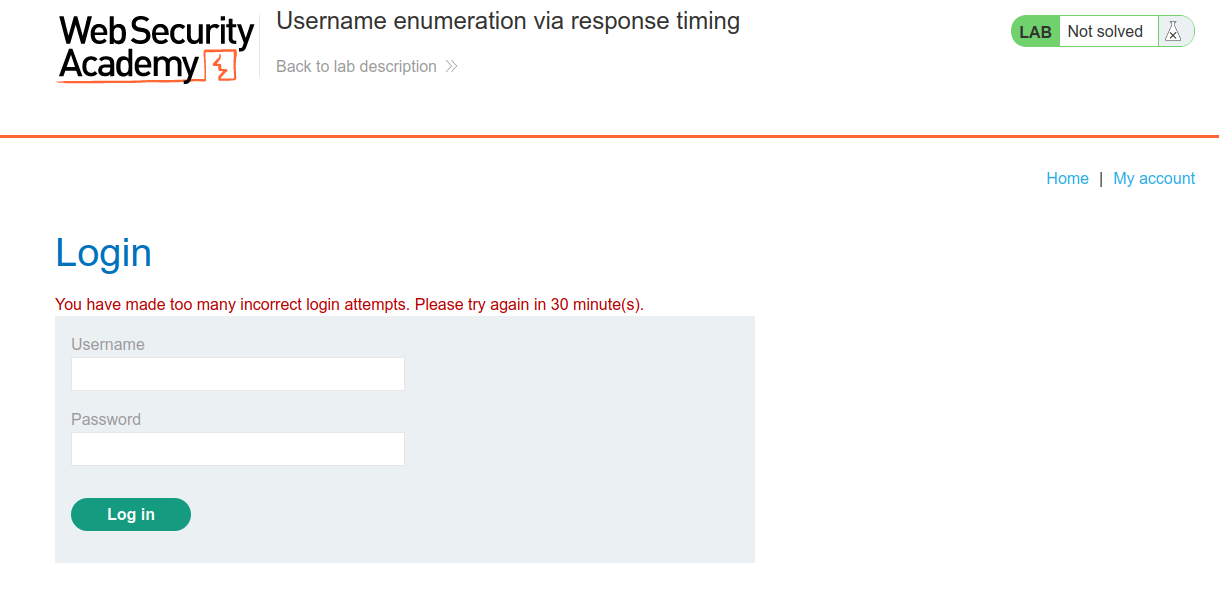 Web Security
Academy
Username enumeration via response timing
Back to lab description
LAB Not solved
Home | My account
Login
You have made too many incorrect login attempts. Please try again in 30 minute(s).
Username
Password
Log in